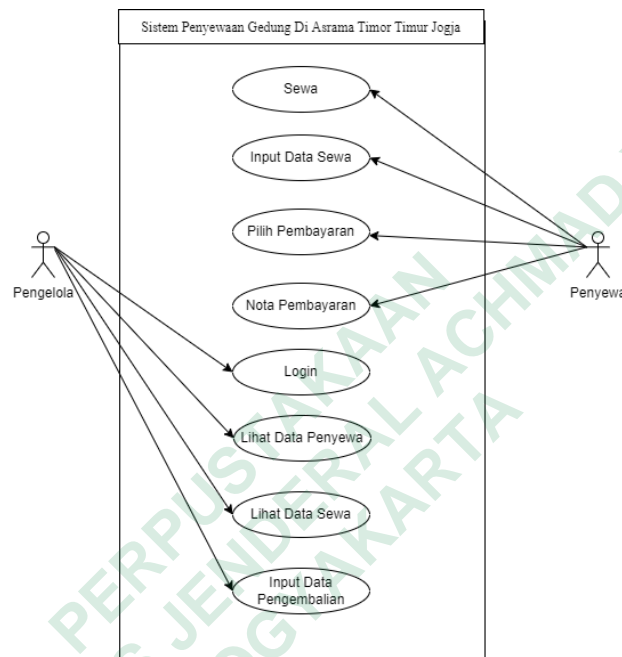 Sistem Penyewaan Gedung Di Asrama Timor Timur Jogja
Sewa
Input Data Sewa
Pilih Pembayaran
Pengelola
Penyewa
Nota Pembayaran
Login
Lihat Data Penyewa
Lihat Data Sewa
Input Data
Pengembalian
PERPUSTAKAAN
JENDERAL ACHMAD
YAKARTA